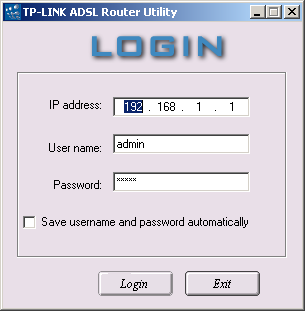 TP-LINK ADSL Router Utility
LOGIN
IP address: 192 . 168 . 1 . 1
User name: admin
Password: *****
Save username and password automatically
Login Exit